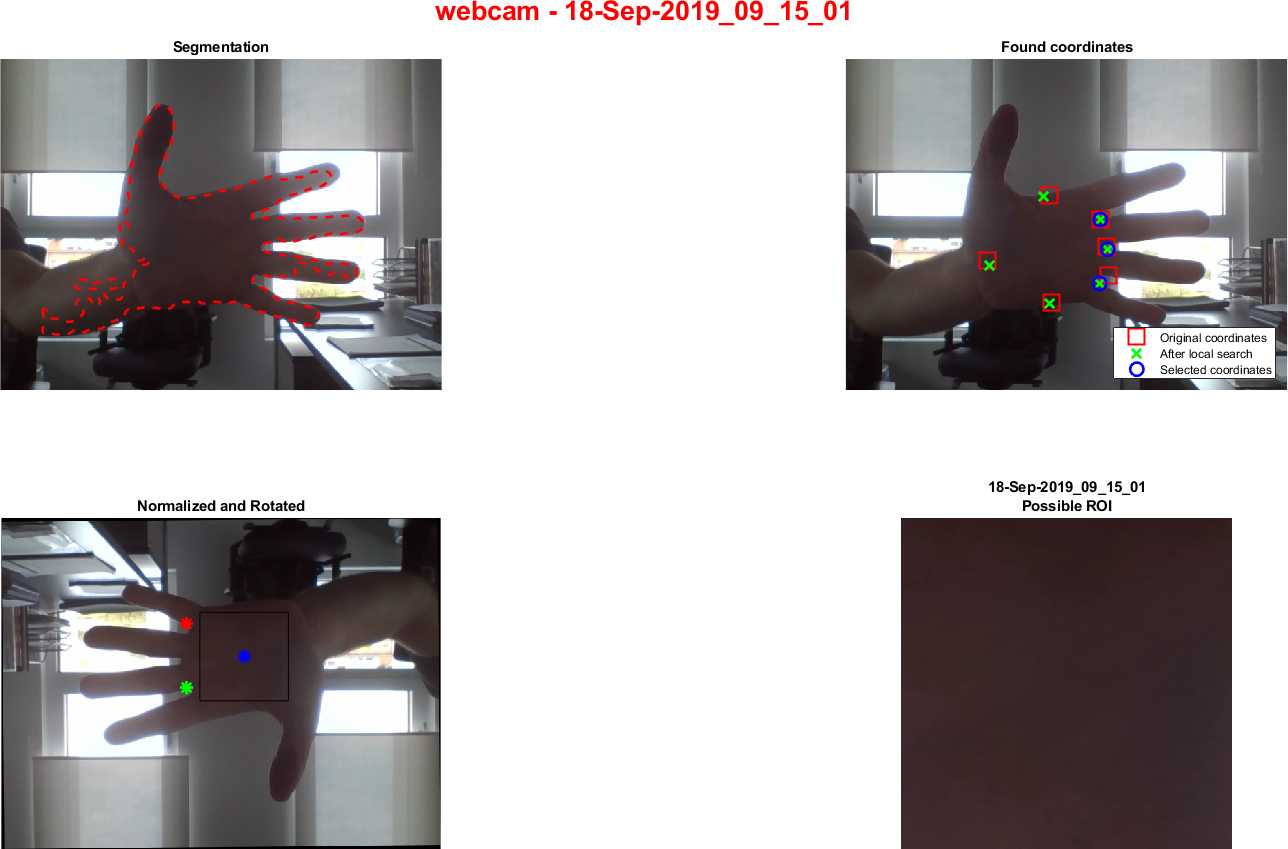 webcam - 18-Sep-2019_09_15_01
Segmentation
Found coordinates
Original coordinates
After local search
Selected coordinates
Normalized and Rotated
18-Sep-2019_09_15_01
Possible ROI